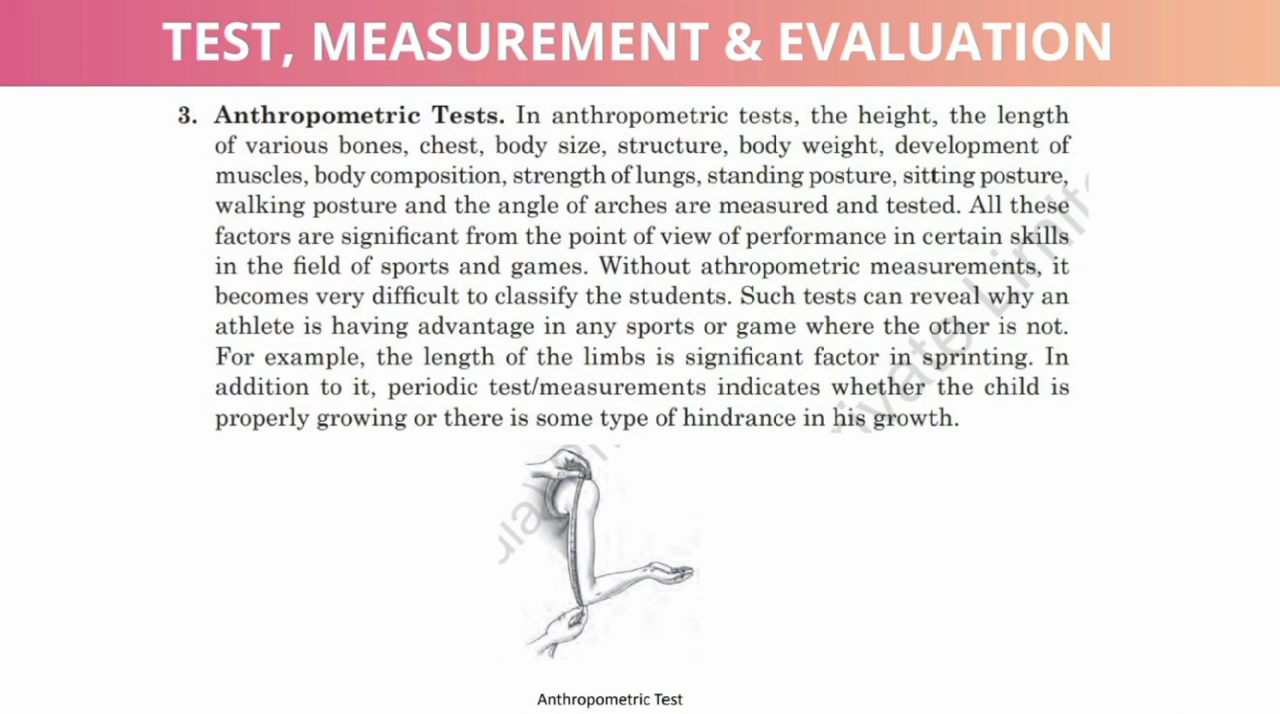 TEST, MEASUREMENT & EVALUATION
3. Anthropometric Tests. In anthropometric tests, the height, the length
of various bones, chest, body size, structure, body weight, development of
muscles, body composition, strength of lungs, standing posture, sitting posture,
walking posture and the angle of arches are measured and tested. All these
factors are significant from the point of view of performance in certain skills
in the field of sports and games. Without athropometric measurements, it
becomes very difficult to classify the students. Such tests can reveal why an
athlete is having advantage in any sports or game where the other is not.
For example, the length of the limbs is significant factor in sprinting. In
addition to it, periodic test/measurements indicates whether the child is
properly growing or there is some type of hindrance in his growth.
Anthropometric Test